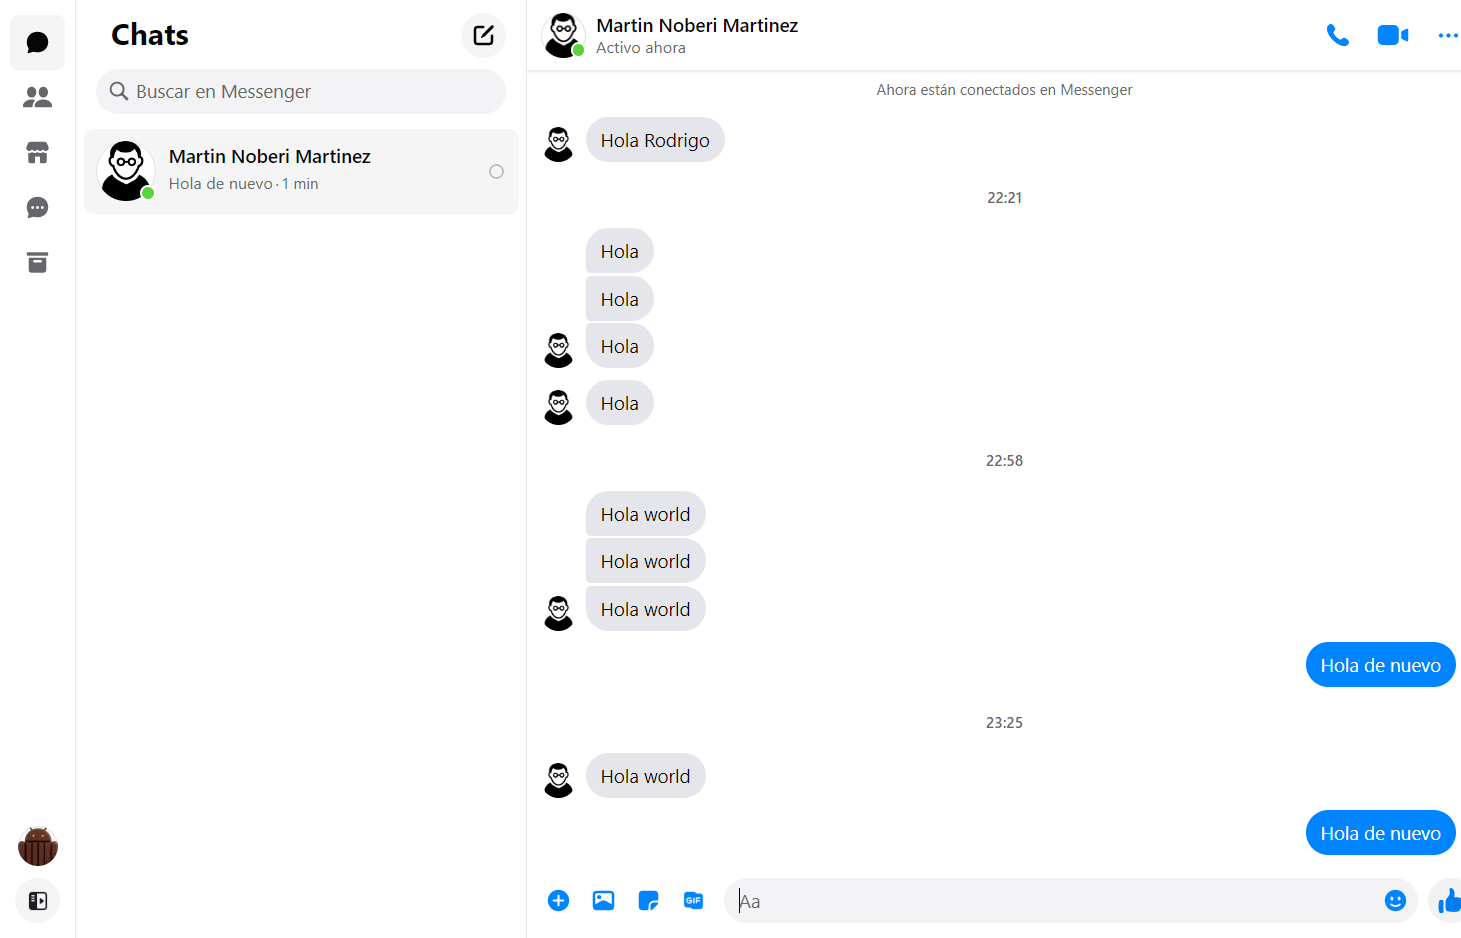 Chats
Buscar en Messenger
Martin Noberi Martinez
Hola de nuevo · 1 min
Martin Noberi Martinez
Activo ahora
Ahora están conectados en Messenger
Hola Rodrigo
22:21
Hola
Hola
Hola
Hola
22:58
Hola world
Hola world
Hola world
Hola de nuevo
23:25
Hola world
Hola de nuevo
GIF
Aa